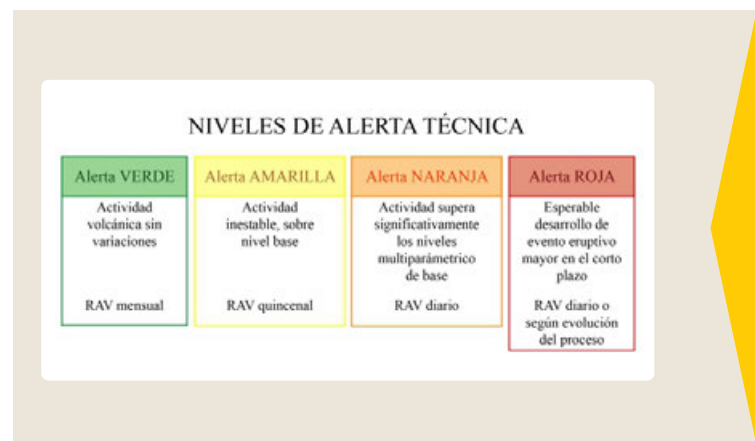 NIVELES DE ALERTA TÉCNICA
Alerta VERDE
Actividad
volcánica sin
variaciones
RAV mensual
Alerta AMARILLA
Actividad
inestable, sobre
nivel base
RAV quincenal
Alerta NARANJA
Actividad supera
significativamente
los niveles
multiparámetrico
de base
RAV diario
Alerta ROJA
Esperable
desarrollo de
evento eruptivo
mayor en el corto
plazo
RAV diario o
según evolución
del proceso